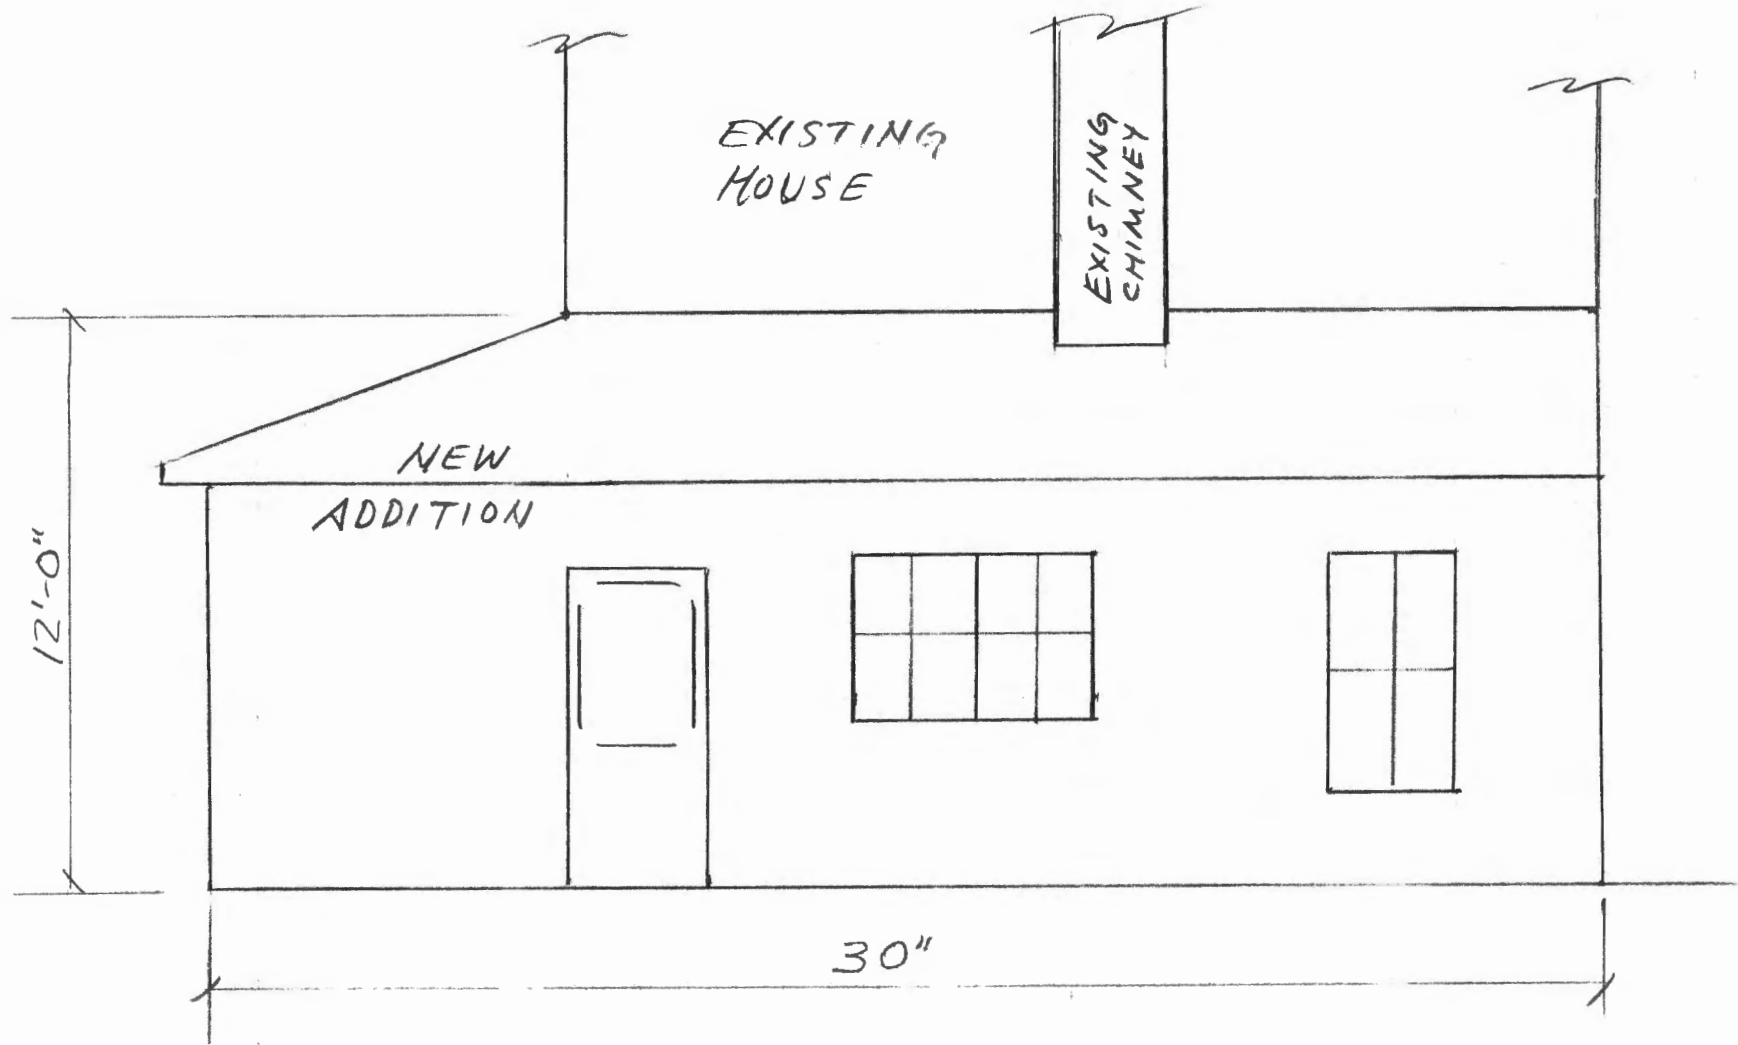 EXISTING
HOUSE
EXISTING
CHIMNEY
NEW
ADDITION
12'-0"
30"